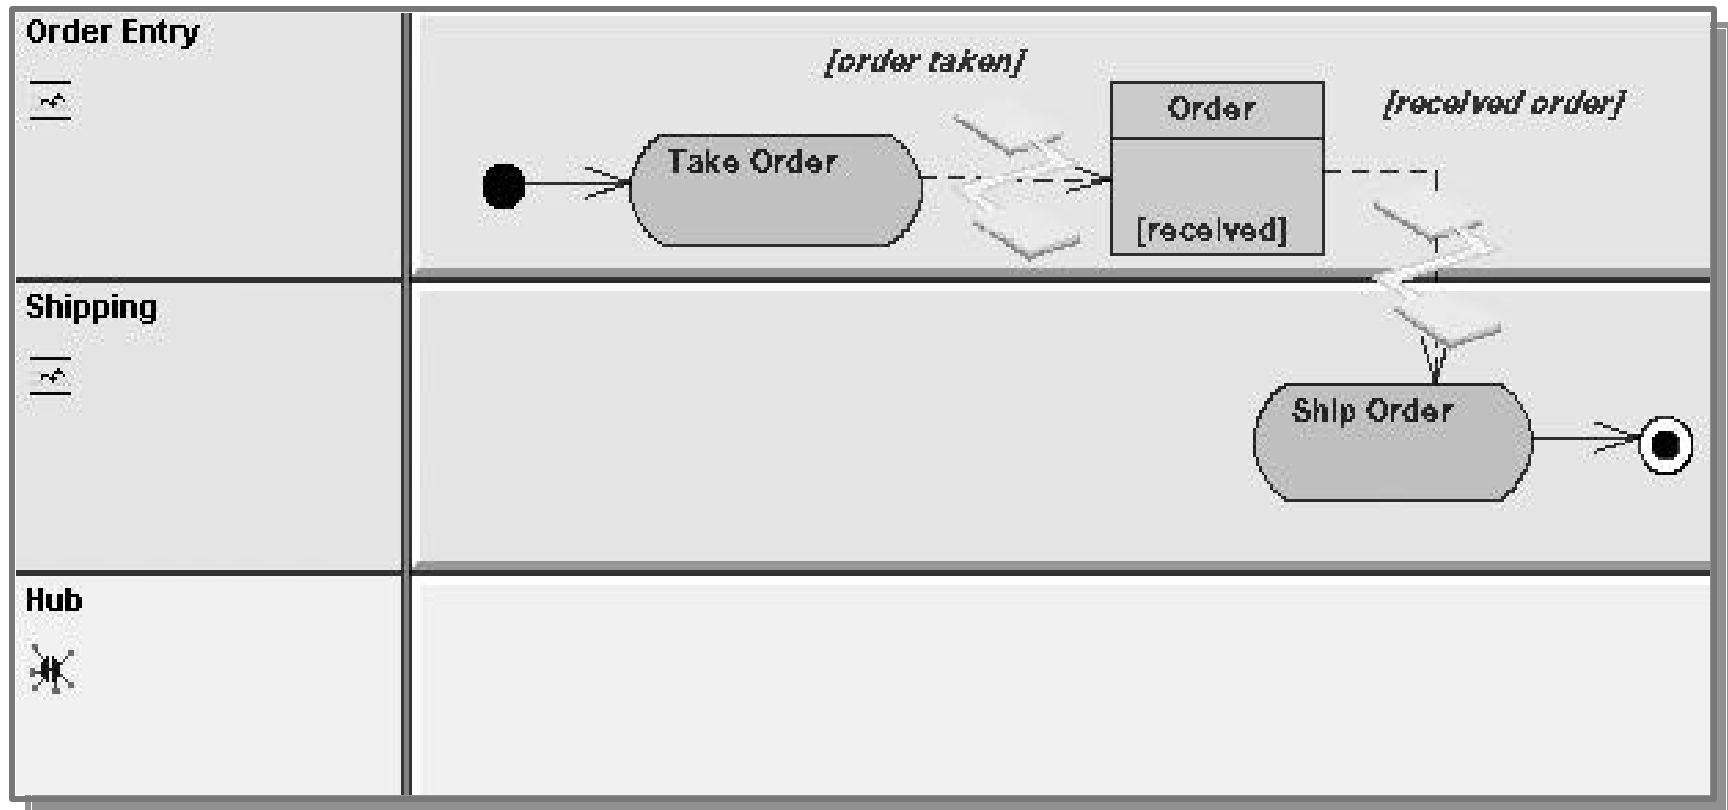 Order Entry
[order taken]
Order
[received order]
Take Order
[received]
Shipping
Ship Order
Hub